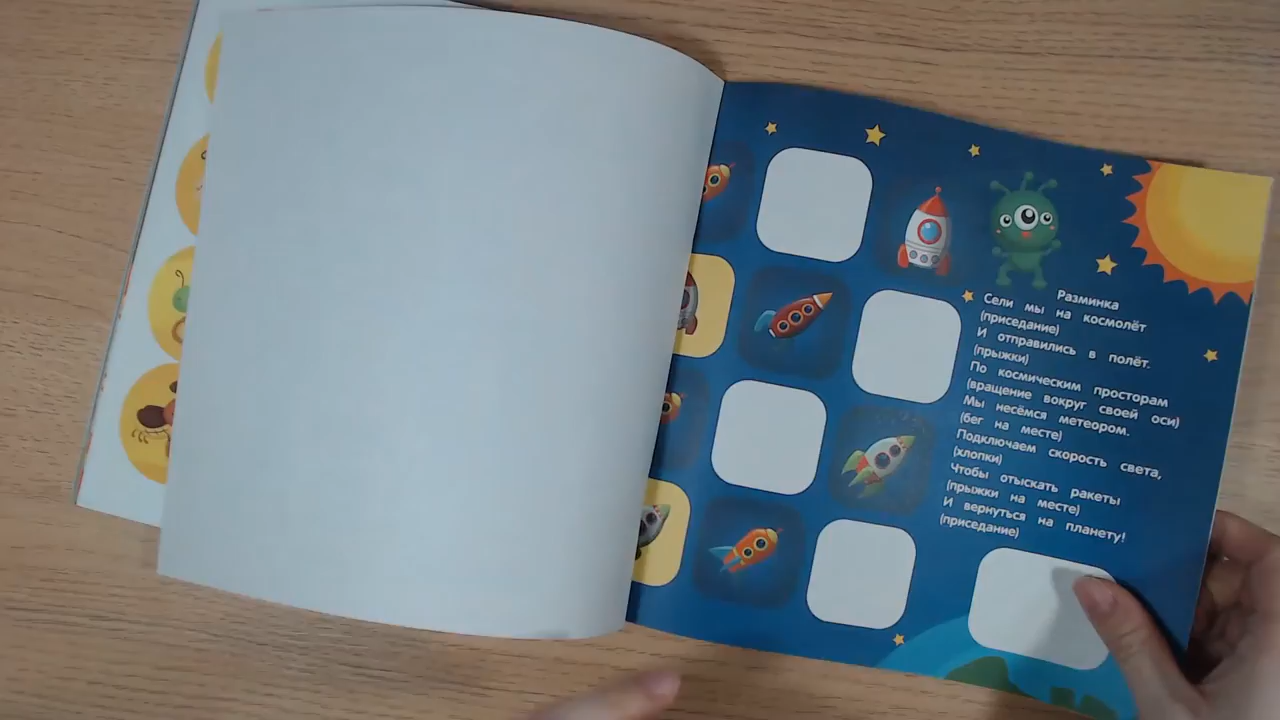 Разминка
Сели мы на космолёт
(приседание)
И отправились в полёт.
(прыжки)
По космическим просторам
(вращение вокруг своей оси)
Мы несёмся метеором.
(бег на месте)
Подключаем скорость света,
(хлопки)
Чтобы отыскать ракеты
(прыжки на месте)
И вернуться на планету!
(приседание)